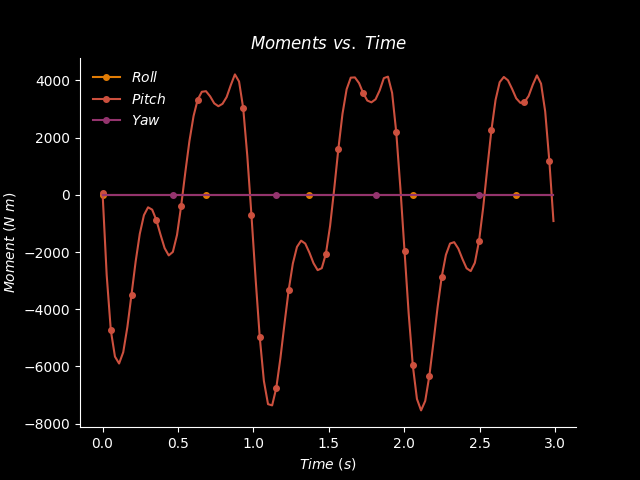 Moments vs. Time
Roll
Pitch
Yaw
4000
2000
0
−2000
−4000
−6000
−8000
Moment (N m)
0.0 0.5 1.0 1.5 2.0 2.5 3.0
Time (s)